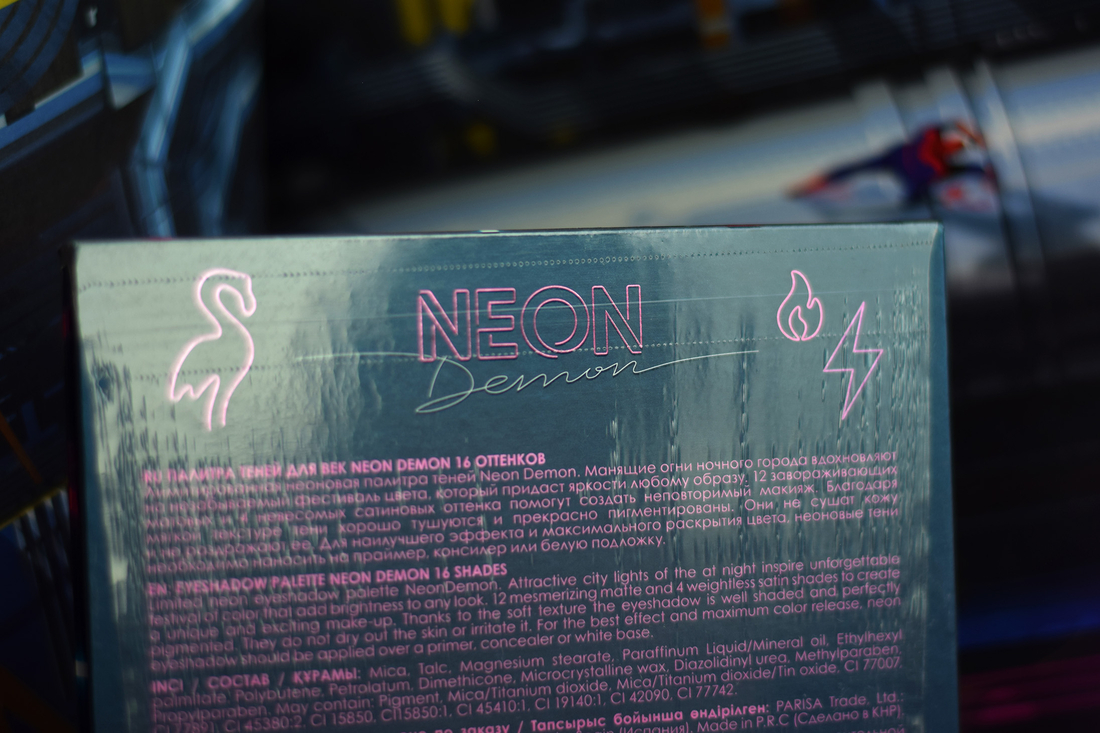 NEON
Demon
RU ПАЛИТРА ТЕНЕЙ ДЛЯ ВЕК NEON DEMON 16 ОТТЕНКОВ
неоновая палитра теней Neon Demon. Манящие огни ночного города вдохновляют
фестиваль цвета, который придаст яркости любому образу. 12 завораживающих
сатиновых оттенка помогут создать неповторимый макияж. Благодаря
текстуре тени хорошо тушуются и прекрасно пигментированы. Они не сушат кожу
и не раздражают ее. Для наилучшего эффекта и максимального раскрытия цвета, неоновые тени
необходимо наносить на праймер, консилер или белую подложку.
EN. EYESHADOW PALETTE NEON DEMON 16 SHADES
Limited neon eyeshadow palette NeonDemon. Attractive city lights of the at night inspire unforgettable
festival of color that add brightness to any look. 12 mesmerizing matte and 4 weightless satin shades to create
a unique and exciting make-up. Thanks to the soft texture the eyeshadow is well shaded and perfectly
pigmented. They do not dry out the skin or irritate it. For the best effect and maximum color release, neon
eyeshadow should be applied over a primer, concealer or white base.
INCI / СОСТАВ / КУРАМЫ: Mica, Talc, Magnesium stearate, Paraffinum Liquid/Mineral oil, Ethylhexyl
palmitate, Polybutene, Petrolatum, Dimethicone, Microcrystalline wax, Diazolidinyl urea, Methylparaben,
Propylparaben. May contain: Pigment, Mica/Titanium dioxide, Mica/Titanium dioxide/Tin oxide, CI 77007,
CI 77891, CI 45380:2, CI 15850, CI 15850:1, CI 45410:1, CI 19140:1, CI 42090, CI 77742.
по заказу / Тапсырыс бойынша өндірілген: PARISA Trade, Ltd.;
(Испания). Made in P.R.C (Сделано в КНР).